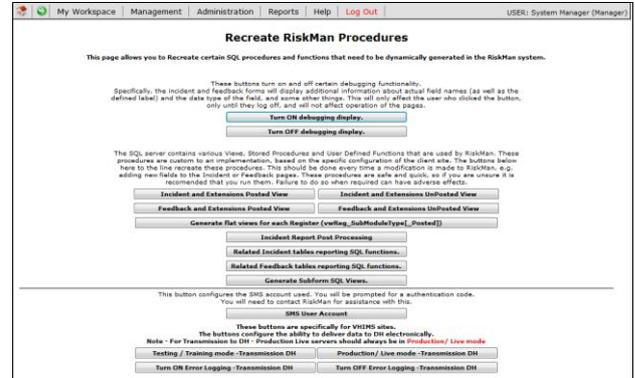 My Workspace Management Administration Reports Help Log Out USER: System Manager (Manager)
Recreate RiskMan Procedures
This page allows you to Recreate certain SQL procedures and functions that need to be dynamically generated in the RiskMan system.
These buttons turn on and off certain debugging functionality.
Specifically, the incident and feedback forms will display additional information about actual field names (as well as the
defined label) and the data type of the field, and some other things. This will only affect the user who clicked the button,
only until they log off, and will not affect operation of the pages.
Turn ON debugging display.
Turn OFF debugging display.
The SQL server contains various Views, Stored Procedures and User Defined Functions that are used by RiskMan. These
procedures are custom to an implementation, based on the specific configuration of the client site. The buttons below
here to the line recreate these procedures. This should be done every time a modification is made to RiskMan, e.g.
adding new fields to the Incident or Feedback pages. These procedures are safe and quick, so if you are unsure it is
recomended that you run them. Failure to do so when required can have adverse effects.
Incident and Extensions Posted View Incident and Extensions UnPosted View
Feedback and Extensions Posted View Feedback and Extensions UnPosted View
Generate flat views for each Register (vwReg_SubModuleType[_Posted])
Incident Report Post Processing
Related Incident tables reporting SQL functions.
Related Feedback tables reporting SQL functions.
Generate Subform SQL Views.
This button configures the SMS account used. You will be prompted for a authentication code.
You will need to contact RiskMan for assistance with this.
SMS User Account
These buttons are specifically for VHIMS sites.
The buttons configure the ability to deliver data to DH electronically.
Note - For Transmission to DH - Production Live servers should always be in Production/ Live mode
Testing / Training mode -Transmission DH Production/ Live mode -Transmission DH
Turn ON Error Logging -Transmission DH Turn OFF Error Logging -Transmission DH